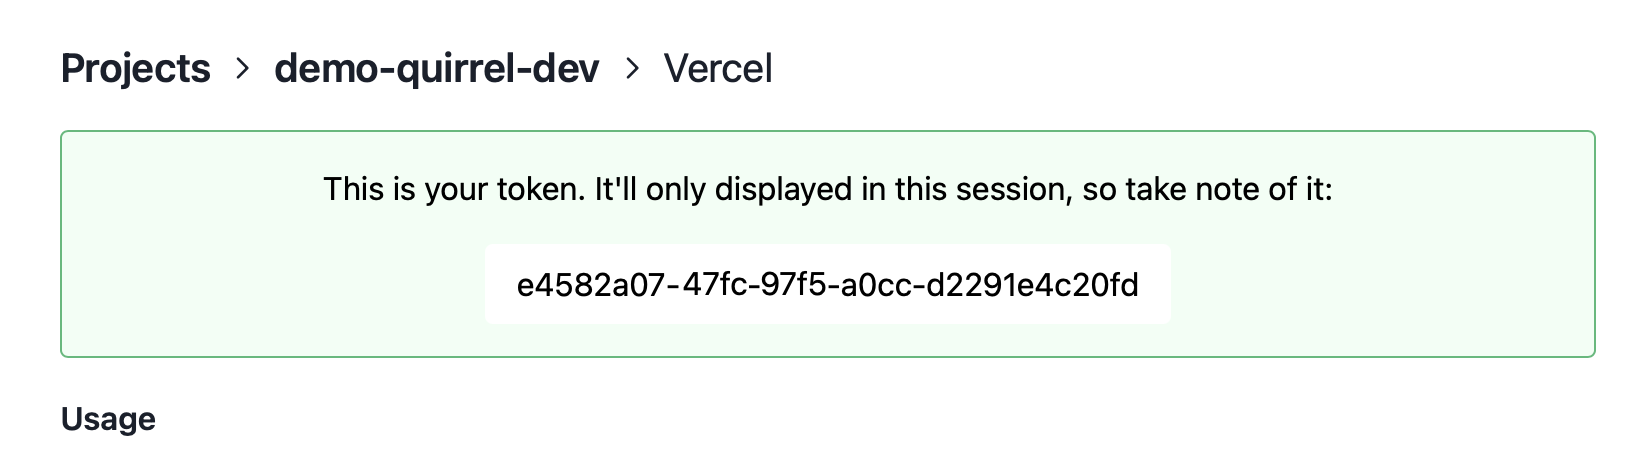 Projects > demo-quirrel-dev > Vercel
This is your token. It'll only displayed in this session, so take note of it:
e4582a07-47fc-97f5-a0cc-d2291e4c20fd
Usage